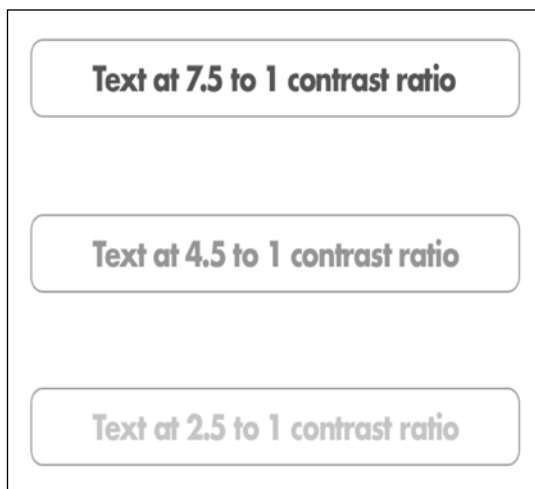 Text at 7.5 to 1 contrast ratio
Text at 4.5 to 1 contrast ratio
Text at 2.5 to 1 contrast ratio